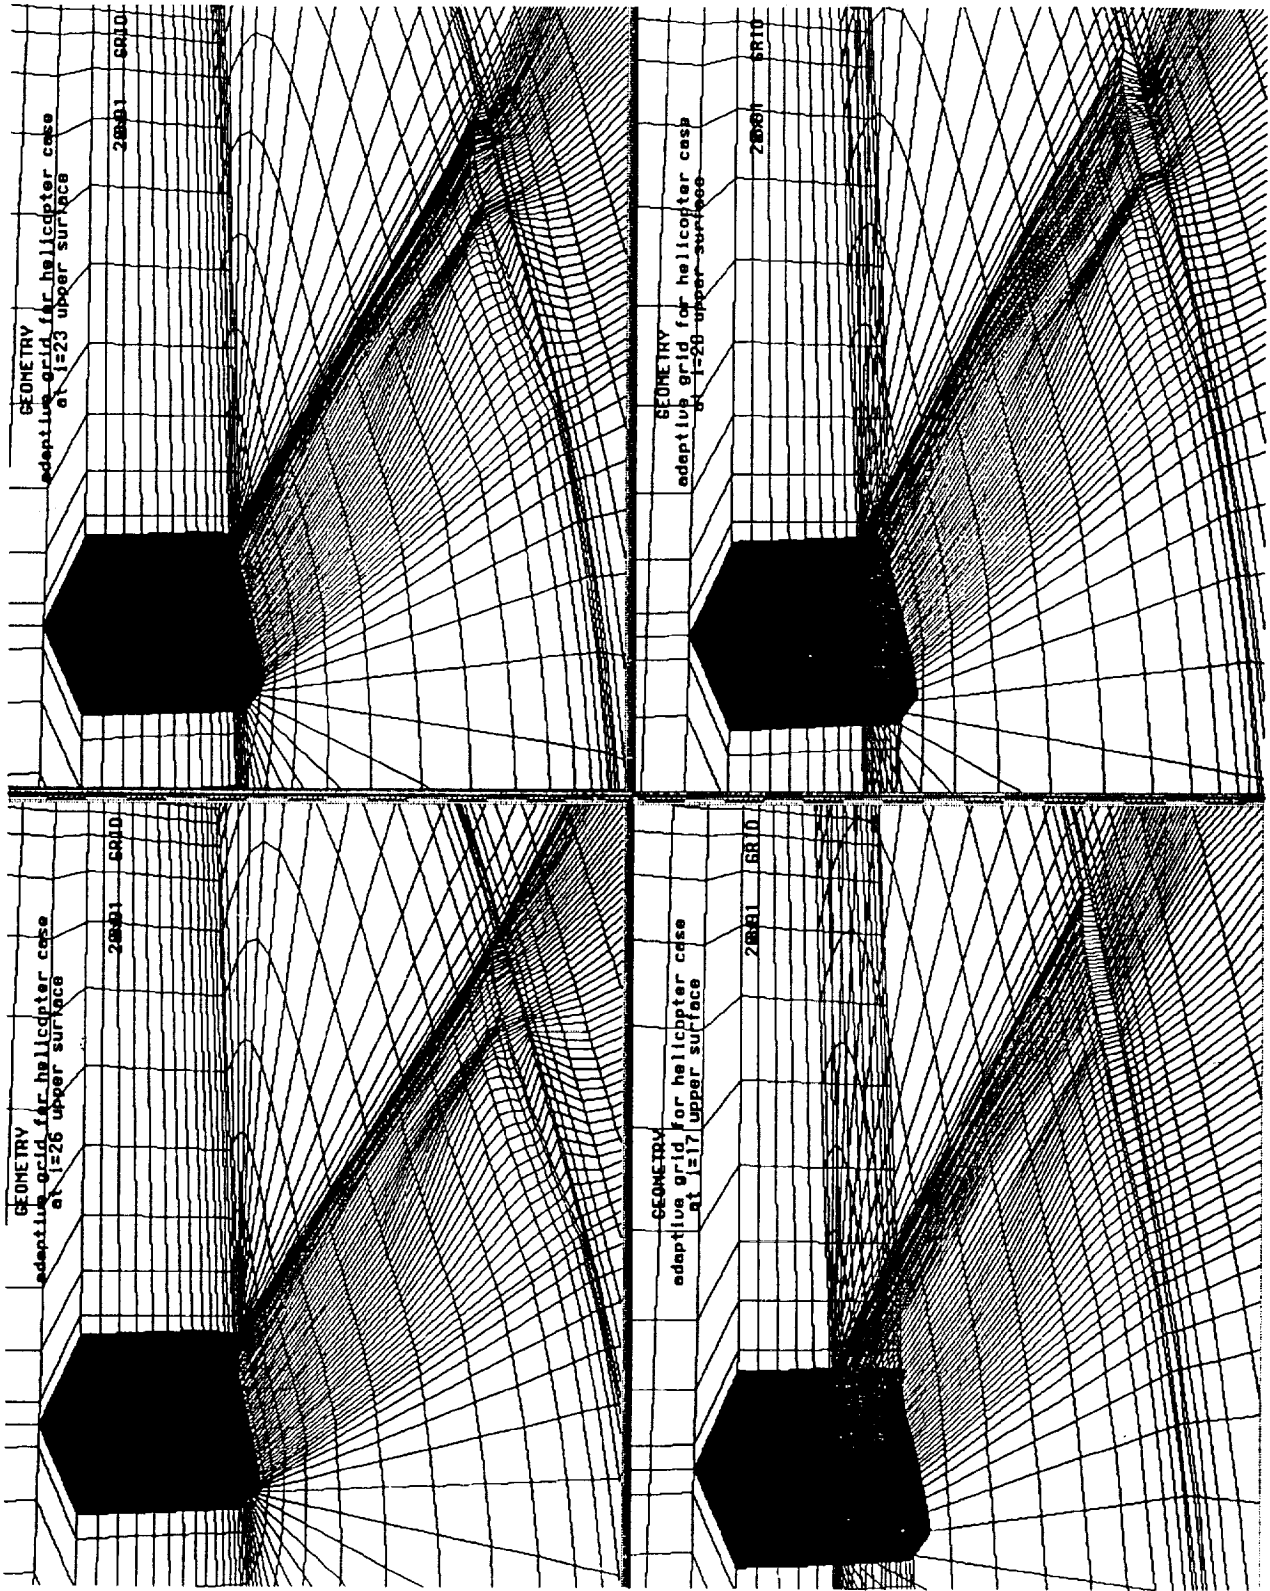 GEOMETRY
adaptive grid for helicopter case
at i=26 upper surface
GRID
GEOMETRY
adaptive grid for helicopter case
at i=23 upper surface
GRID
GEOMETRY
adaptive grid for helicopter case
at i=17 upper surface
GRID
GEOMETRY
adaptive grid for helicopter case
at i=20 upper surface
GRID